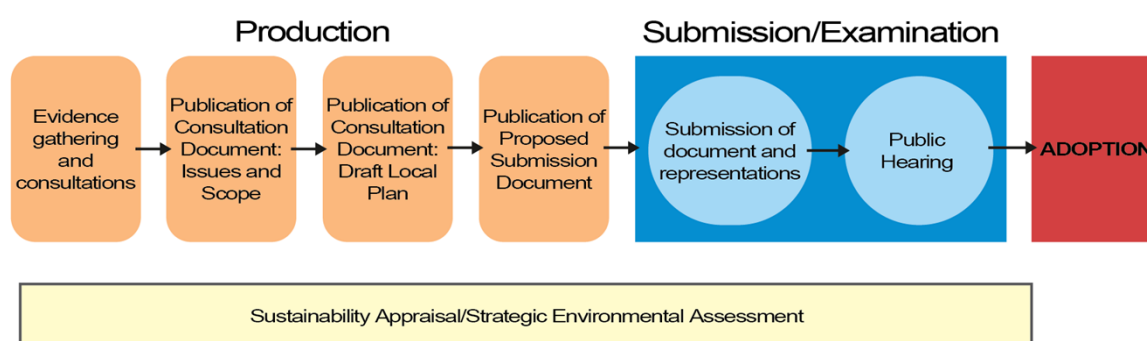 Production
Submission/Examination
Evidence
gathering
and
consultations
Publication of
Consultation
Document:
Issues and
Scope
Publication of
Consultation
Document:
Draft Local
Plan
Publication of
Proposed
Submission
Document
Submission of
document and
representations
Public
Hearing
ADOPTION
Sustainability Appraisal/Strategic Environmental Assessment